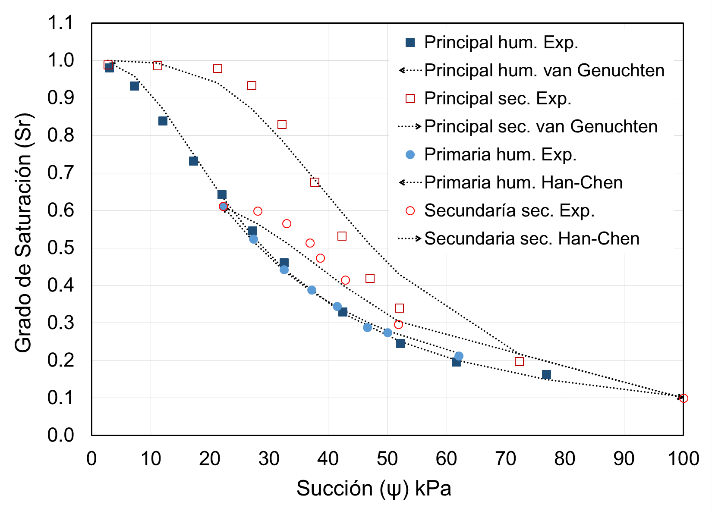 1.1
1.0
0.9
0.8
0.7
0.6
0.5
0.4
0.3
0.2
0.1
0.0
Grado de Saturación (Sr)
Principal hum. Exp.
Principal hum. van Genuchten
Principal sec. Exp.
Principal sec. van Genuchten
Primaria hum. Exp.
Primaria hum. Han-Chen
Secundaría sec. Exp.
Secundaria sec. Han-Chen
0 10 20 30 40 50 60 70 80 90 100
Succión (ψ) kPa